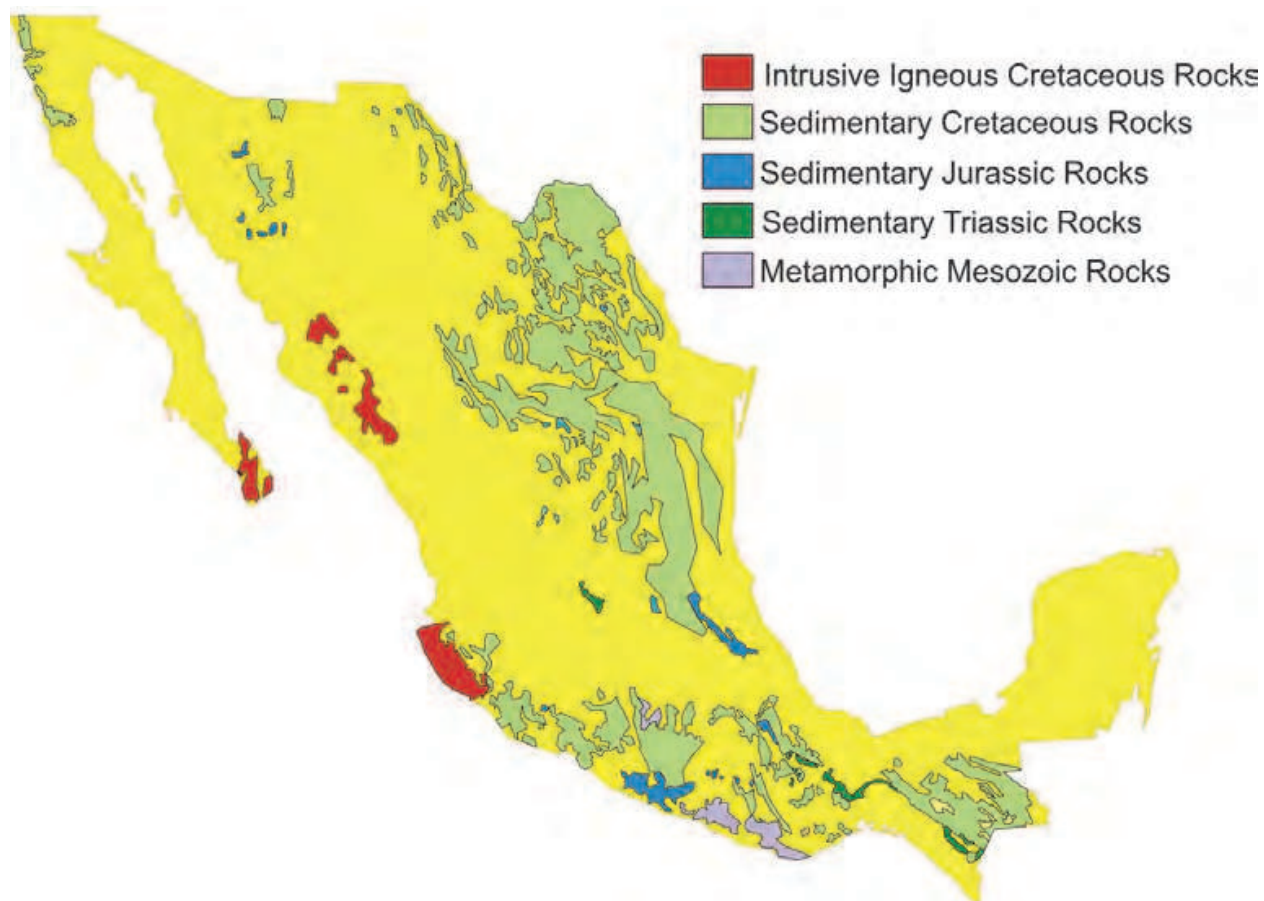 Intrusive Igneous Cretaceous Rocks
Sedimentary Cretaceous Rocks
Sedimentary Jurassic Rocks
Sedimentary Triassic Rocks
Metamorphic Mesozoic Rocks